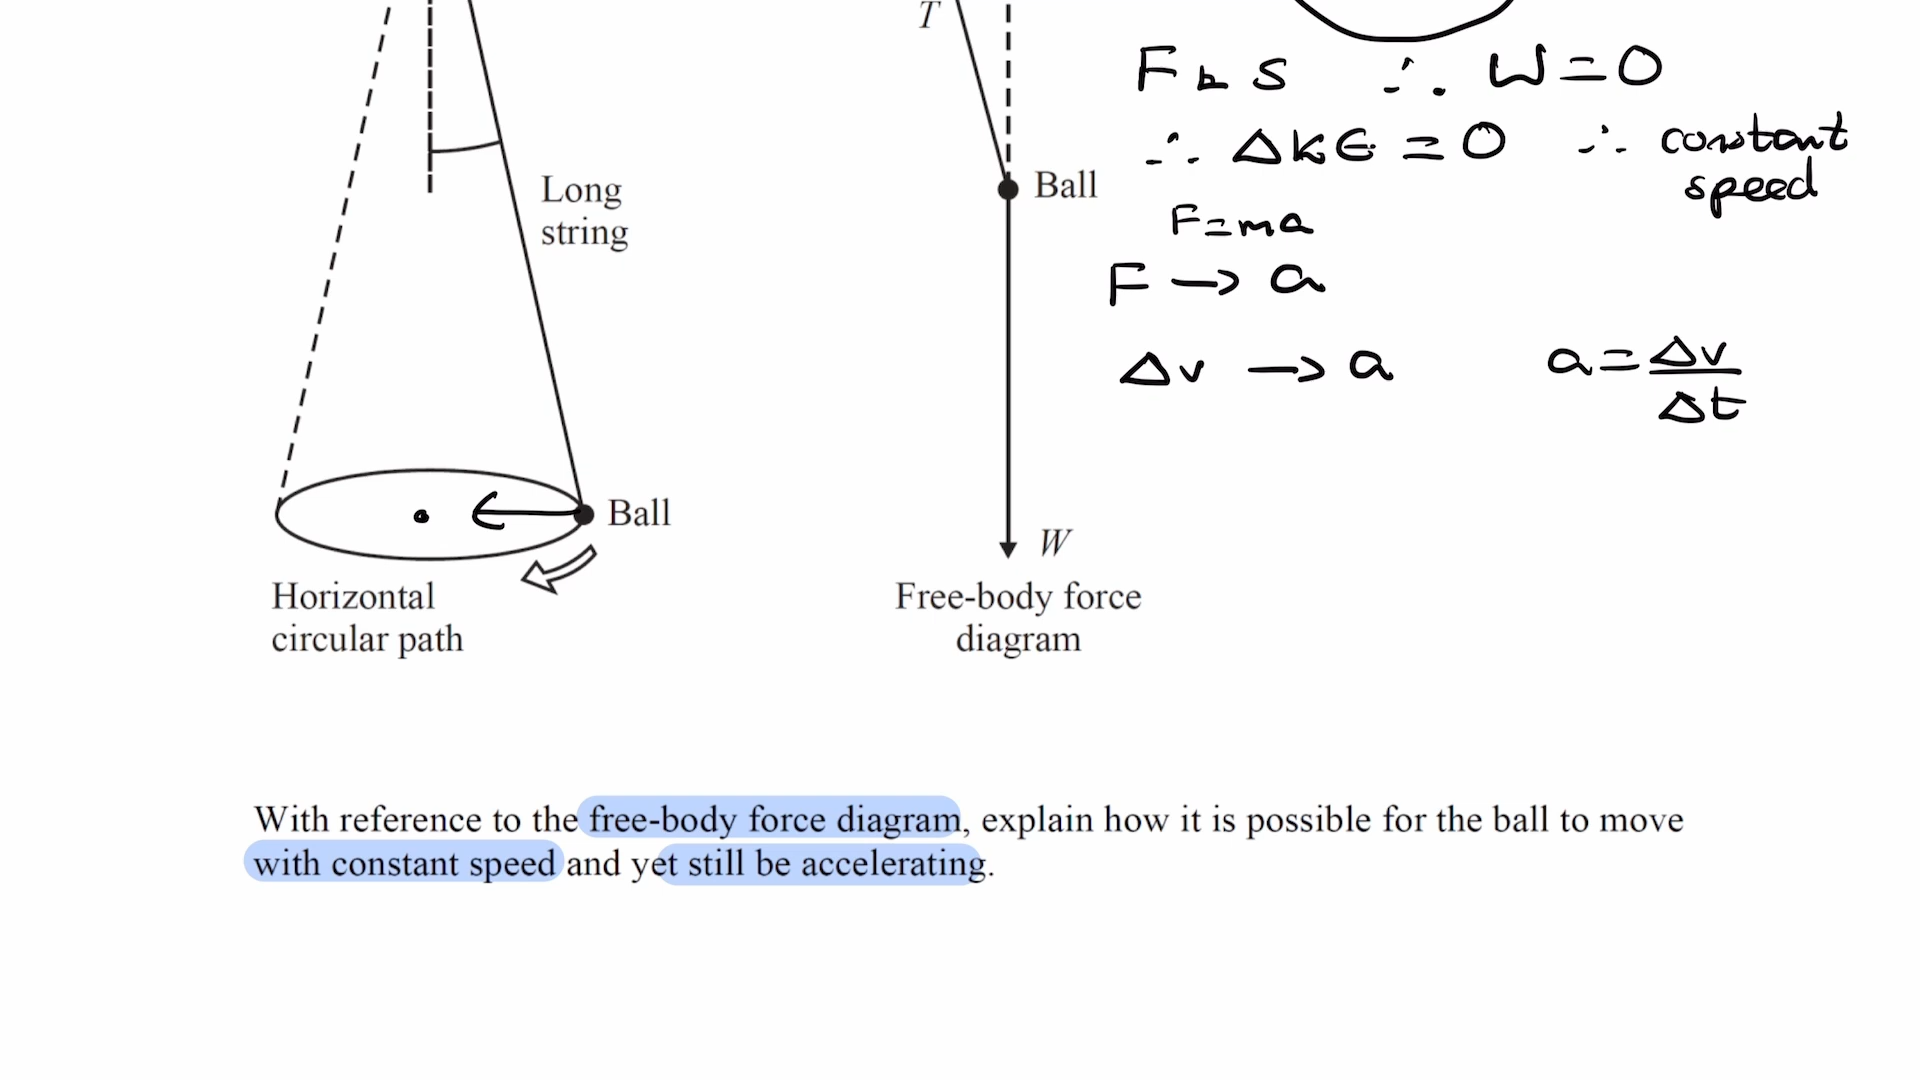 T
F ⊥ S ∴ W = 0
∴ ΔKE = 0 ∴ constant speed
Long string
Ball
F = ma
F → a
Δv → a a = Δv/Δt
Ball
W
Horizontal circular path
Free-body force diagram
With reference to the free-body force diagram, explain how it is possible for the ball to move
with constant speed and yet still be accelerating.